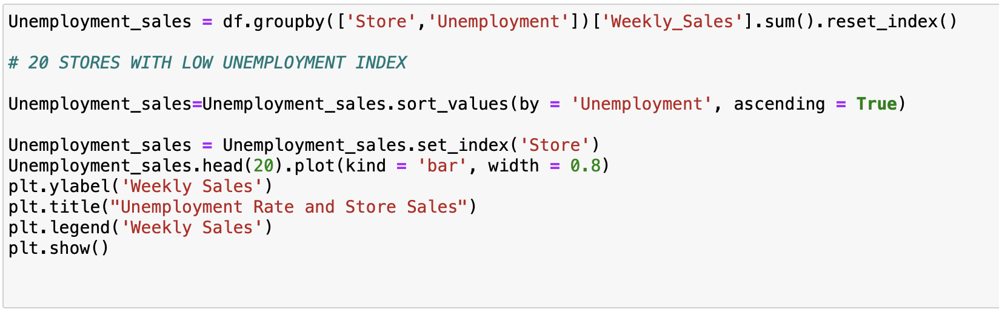 Unemployment_sales = df.groupby(['Store','Unemployment'])['Weekly_Sales'].sum().reset_index()
# 20 STORES WITH LOW UNEMPLOYMENT INDEX
Unemployment_sales=Unemployment_sales.sort_values(by = 'Unemployment', ascending = True)
Unemployment_sales = Unemployment_sales.set_index('Store')
Unemployment_sales.head(20).plot(kind = 'bar', width = 0.8)
plt.ylabel('Weekly Sales')
plt.title("Unemployment Rate and Store Sales")
plt.legend('Weekly Sales')
plt.show()